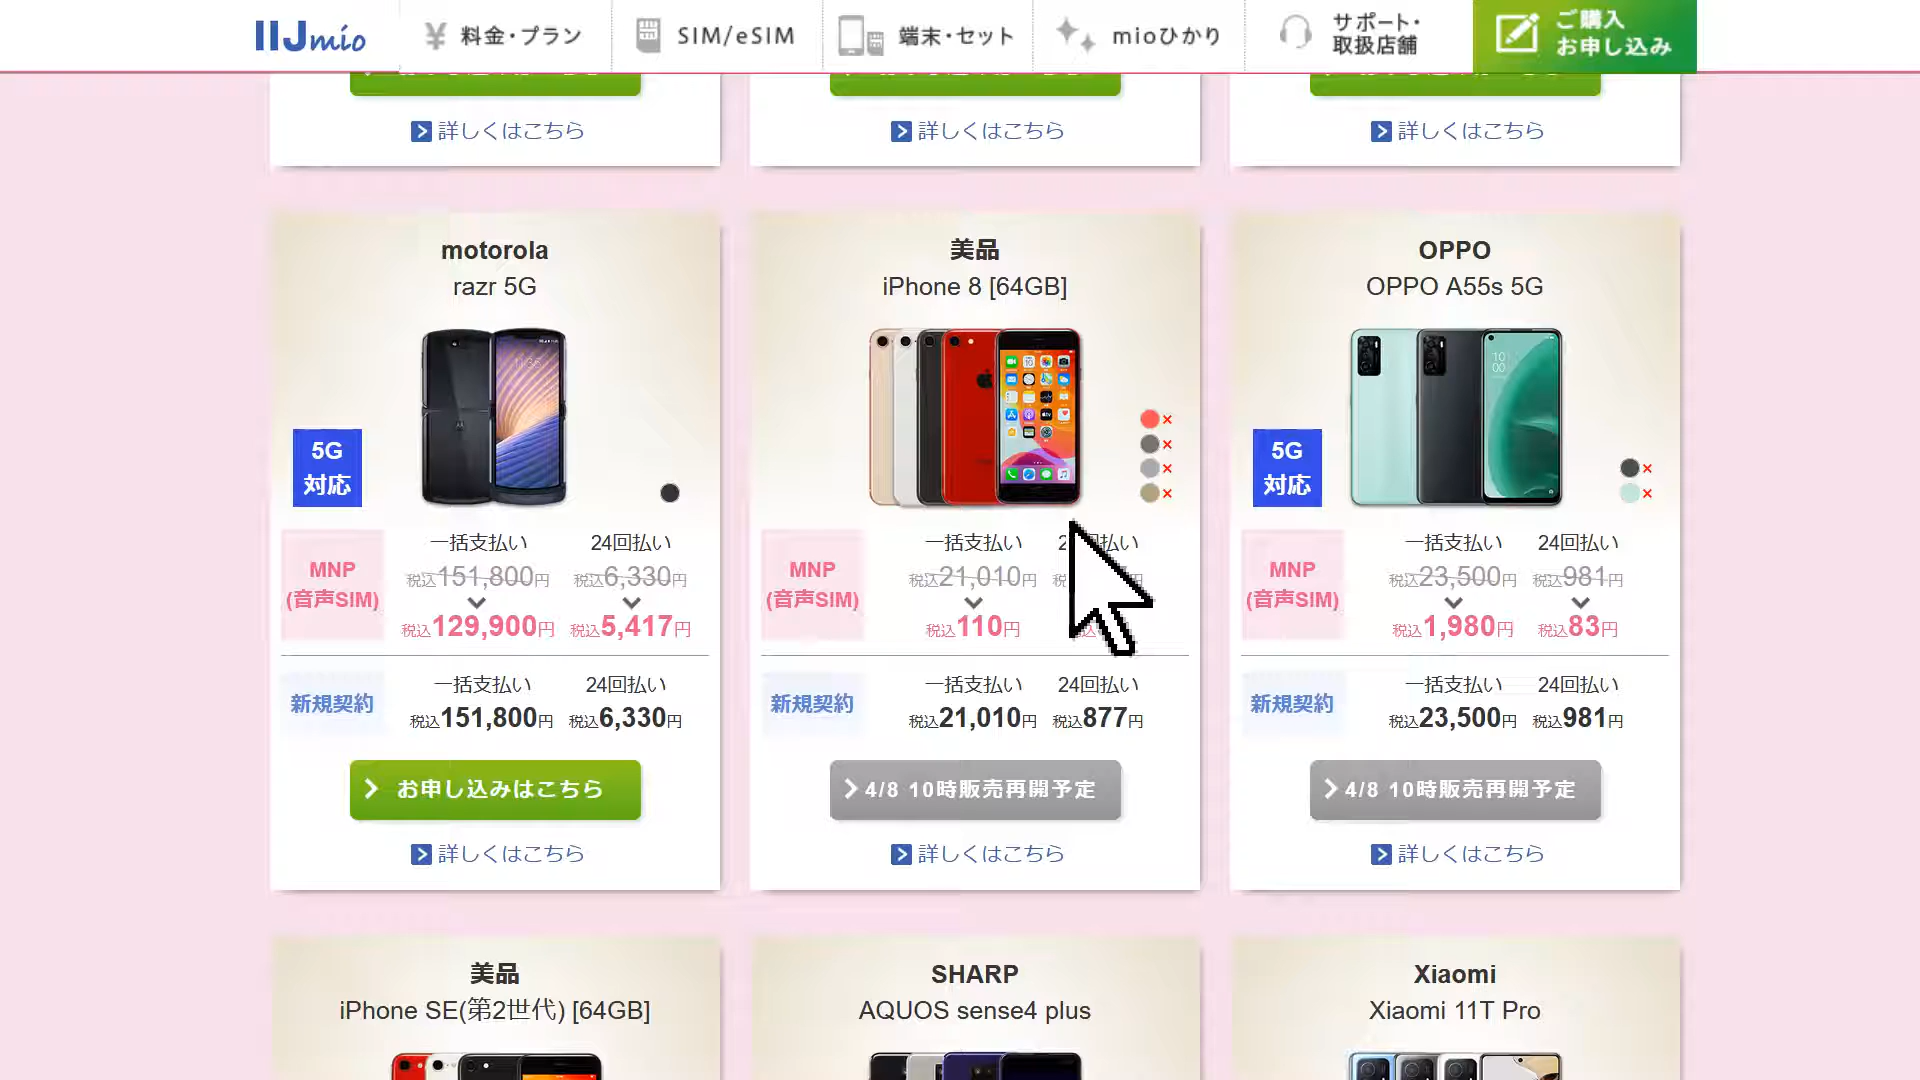 IIJmio
料金・プラン
SIM/eSIM
端末・セット
mioひかり
サポート・
取扱店舗
ご購入
お申し込み
詳しくはこちら
詳しくはこちら
詳しくはこちら
motorola
razr 5G
5G
対応
MNP
(音声SIM)
一括支払い
24回払い
税込151,800円
税込6,330円
税込129,900円
税込5,417円
新規契約
一括支払い
24回払い
税込151,800円
税込6,330円
お申し込みはこちら
詳しくはこちら
美品
iPhone 8 [64GB]
×
×
×
×
MNP
(音声SIM)
一括支払い
税込21,010円
税込110円
新規契約
一括支払い
24回払い
税込21,010円
税込877円
4/8 10時販売再開予定
詳しくはこちら
OPPO
OPPO A55s 5G
5G
対応
×
×
MNP
(音声SIM)
一括支払い
24回払い
税込23,500円
税込981円
税込1,980円
税込83円
新規契約
一括支払い
24回払い
税込23,500円
税込981円
4/8 10時販売再開予定
詳しくはこちら
美品
iPhone SE(第2世代) [64GB]
SHARP
AQUOS sense4 plus
Xiaomi
Xiaomi 11T Pro